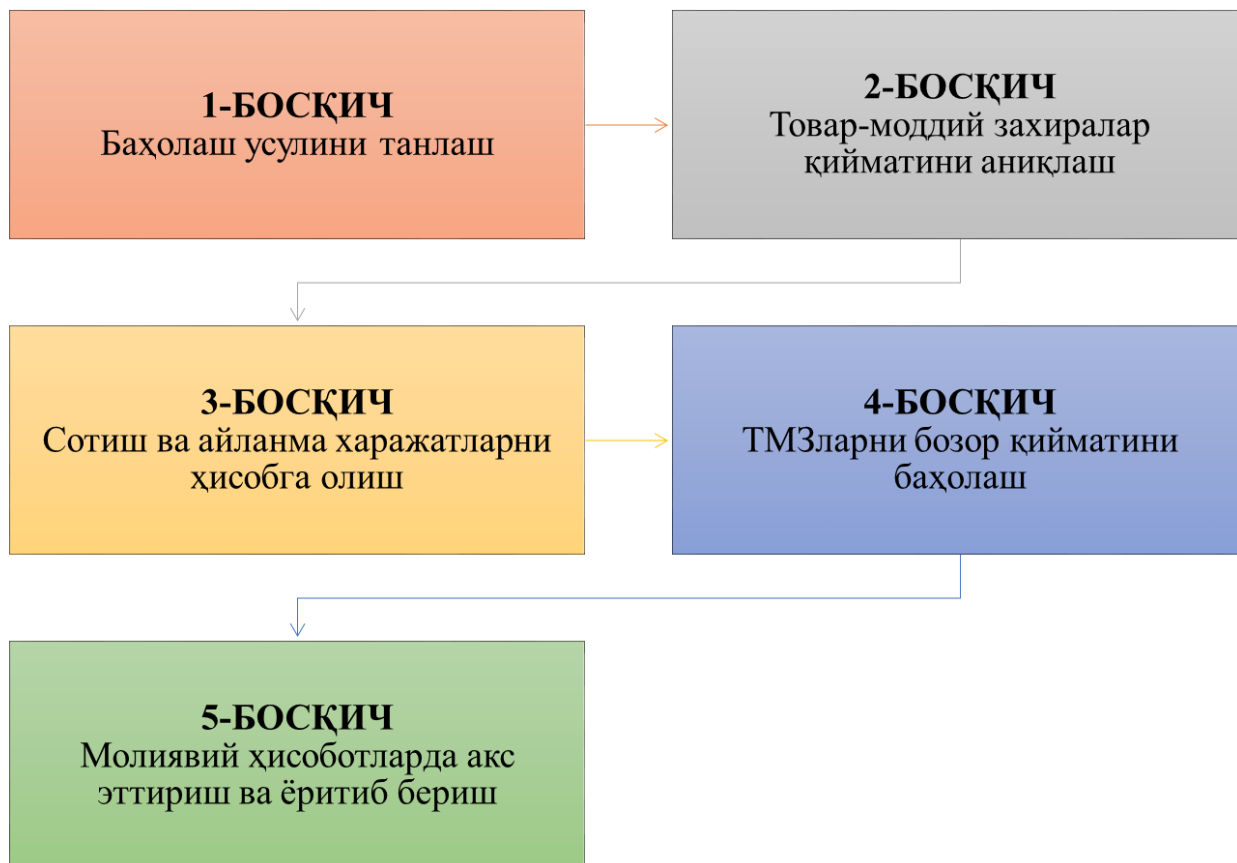 1-БОСҚИЧ
Баҳолаш усулини танлаш
2-БОСҚИЧ
Товар-моддий захиралар
қийматини аниқлаш
3-БОСҚИЧ
Сотиш ва айланма харажатларни
ҳисобга олиш
4-БОСҚИЧ
ТМЗларни бозор қийматини
баҳолаш
5-БОСҚИЧ
Молиявий ҳисоботларда акс
эттириш ва ёритиб бериш